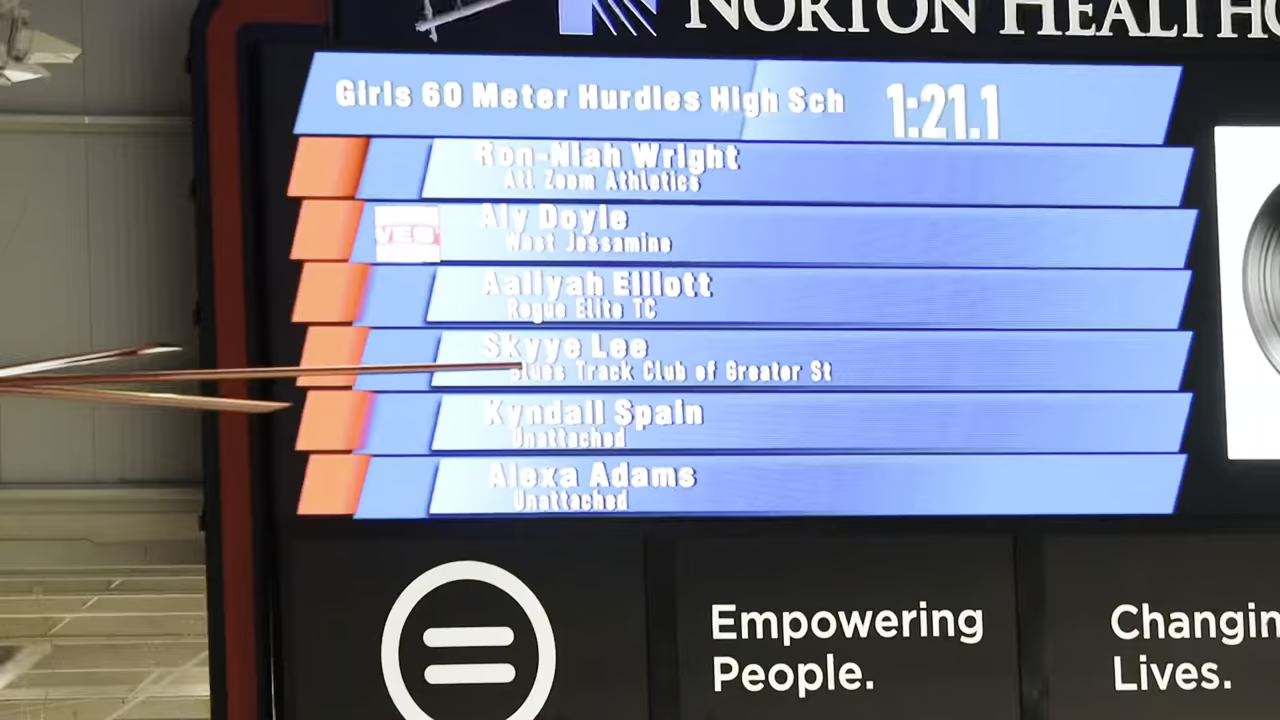 NORTON HEALTHC
Girls 60 Meter Hurdles High Sch 1:21.1
Ron-Niah Wright
Atl Zoom Athletics
Aly Doyle
West Jessamine
Aaliyah Elliott
Rogue Elite TC
Skyye Lee
Blues Track Club of Greater St
Kyndall Spain
Unattached
Alexa Adams
Unattached
Empowering
People.
Changin
Lives.